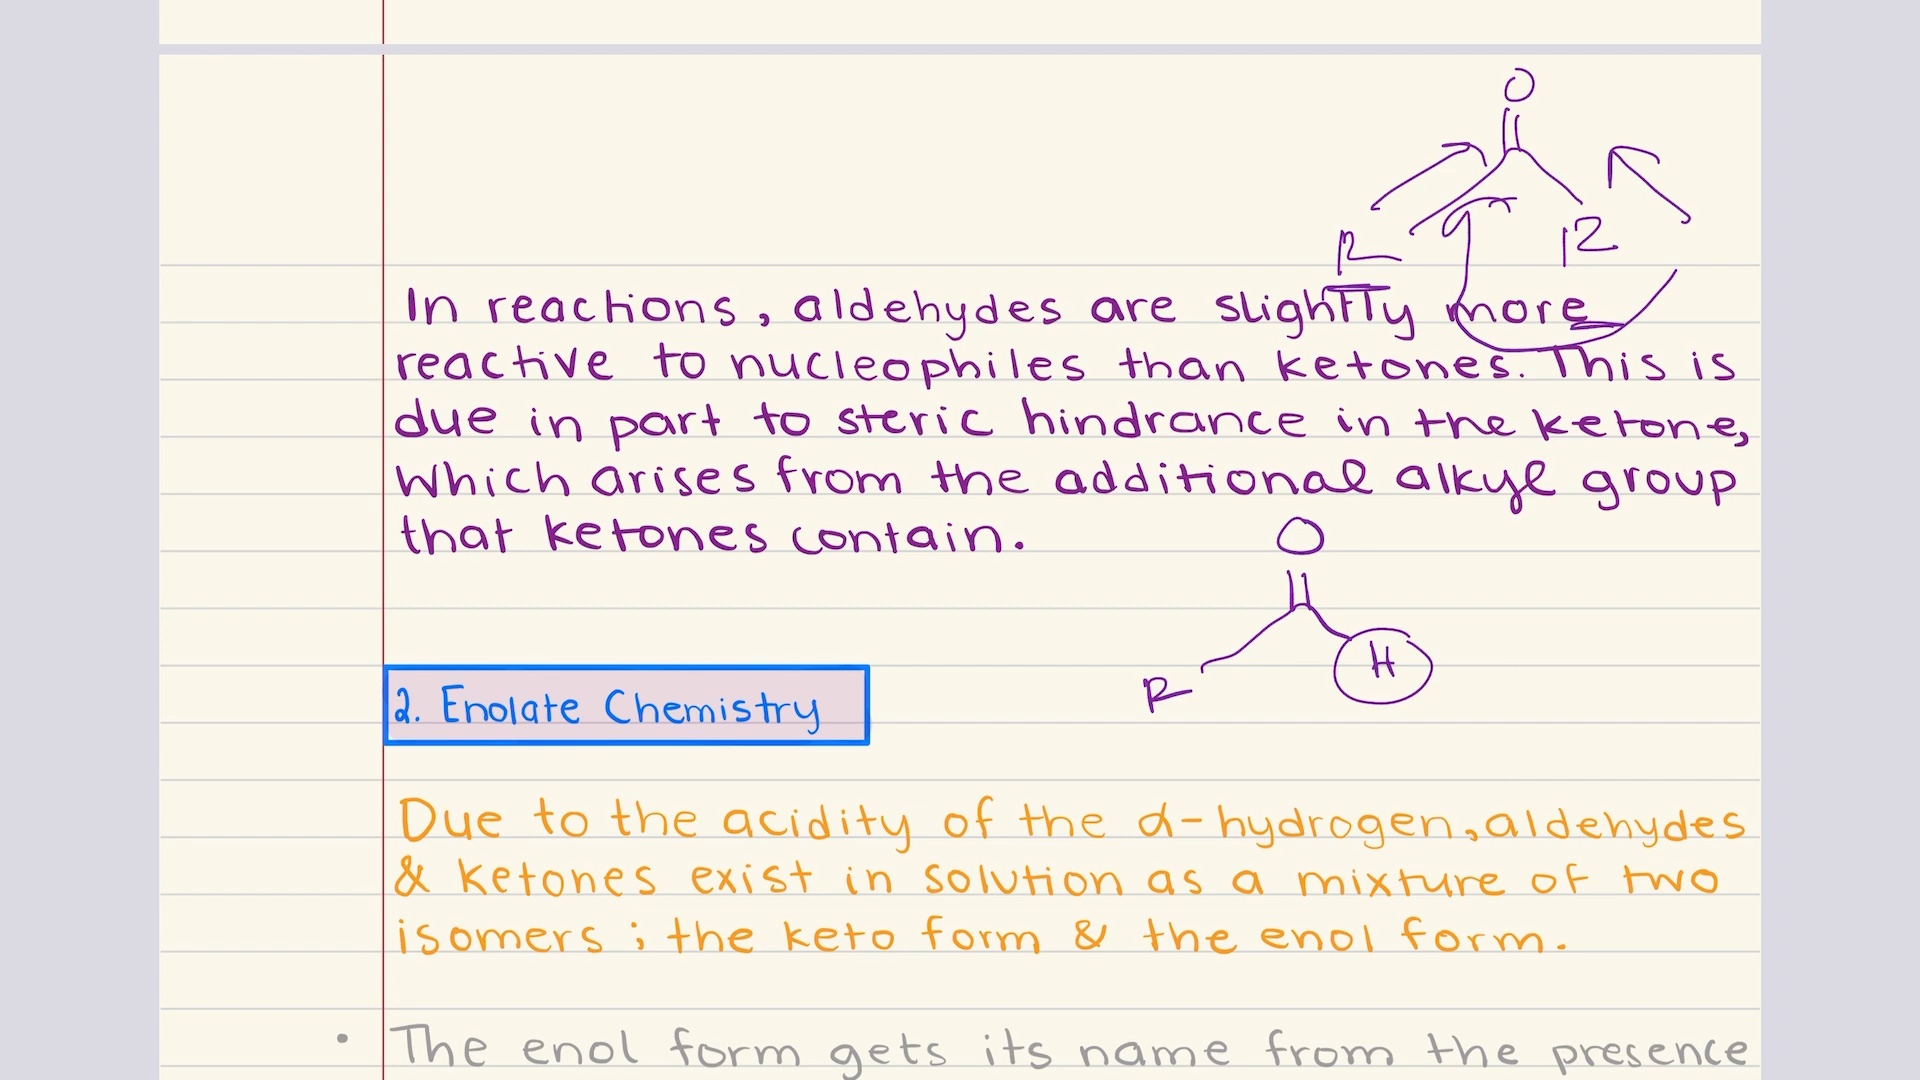 O
R R
In reactions, aldehydes are slightly more
reactive to nucleophiles than ketones. This is
due in part to steric hindrance in the ketone,
Which arises from the additional alkyl group
that ketones contain.
O
H
R
2. Enolate Chemistry
Due to the acidity of the α-hydrogen, aldehydes
& ketones exist in solution as a mixture of two
isomers; the keto form & the enol form.
• The enol form gets its name from the presence